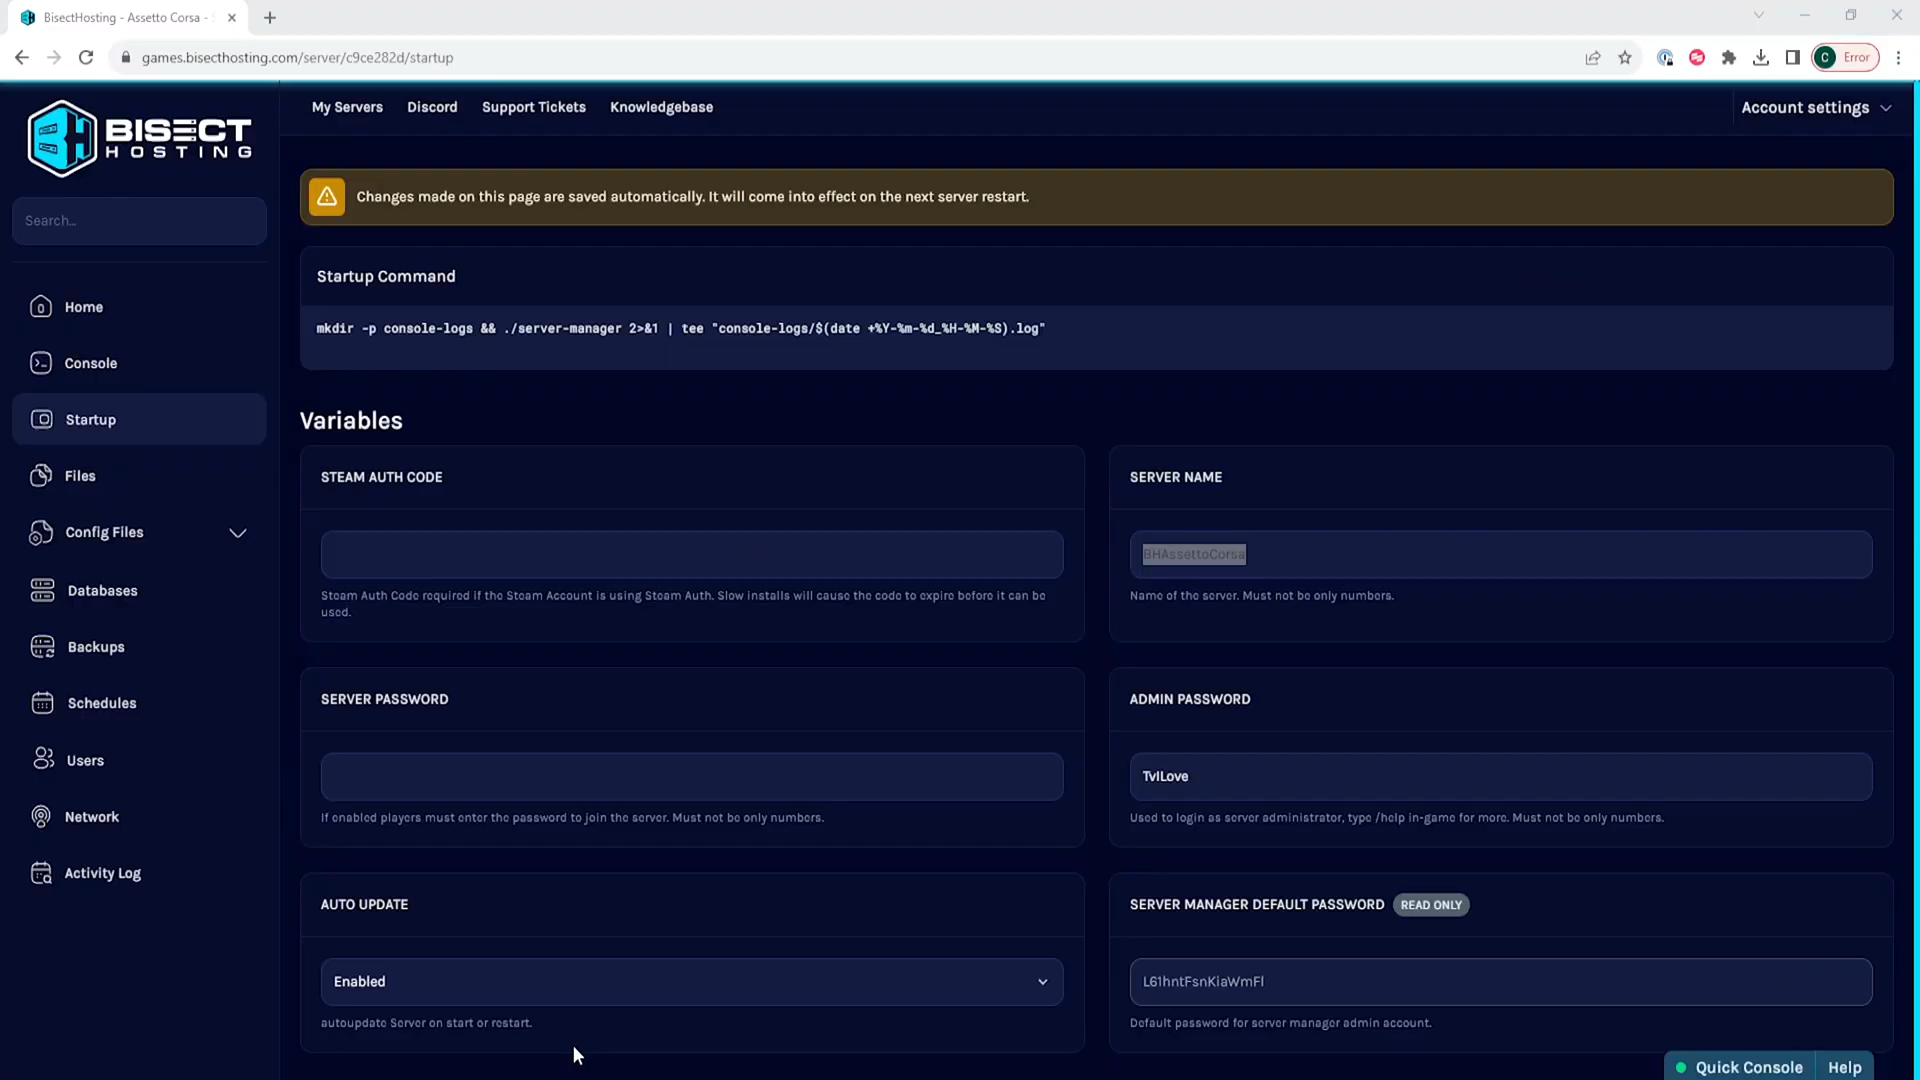 BisectHosting - Assetto Corsa -
games.bisecthosting.com/server/c9ce282d/startup
C
Error
BISECT
HOSTING
My Servers
Discord
Support Tickets
Knowledgebase
Account settings
Search...
Changes made on this page are saved automatically. It will come into effect on the next server restart.
Home
Console
Startup
Files
Config Files
Databases
Backups
Schedules
Users
Network
Activity Log
Startup Command
mkdir -p console-logs && ./server-manager 2>&1 | tee "console-logs/$(date +%Y-%m-%d_%H-%M-%S).log"
Variables
STEAM AUTH CODE
Steam Auth Code required if the Steam Account is using Steam Auth. Slow installs will cause the code to expire before it can be
used.
SERVER NAME
BHAssettoCorsa
Name of the server. Must not be only numbers.
SERVER PASSWORD
If enabled players must enter the password to join the server. Must not be only numbers.
ADMIN PASSWORD
TvILove
Used to login as server administrator, type /help in-game for more. Must not be only numbers.
AUTO UPDATE
Enabled
autoupdate Server on start or restart.
SERVER MANAGER DEFAULT PASSWORD READ ONLY
L61hntFsnKiaWmFl
Default password for server manager admin account.
Quick Console
Help